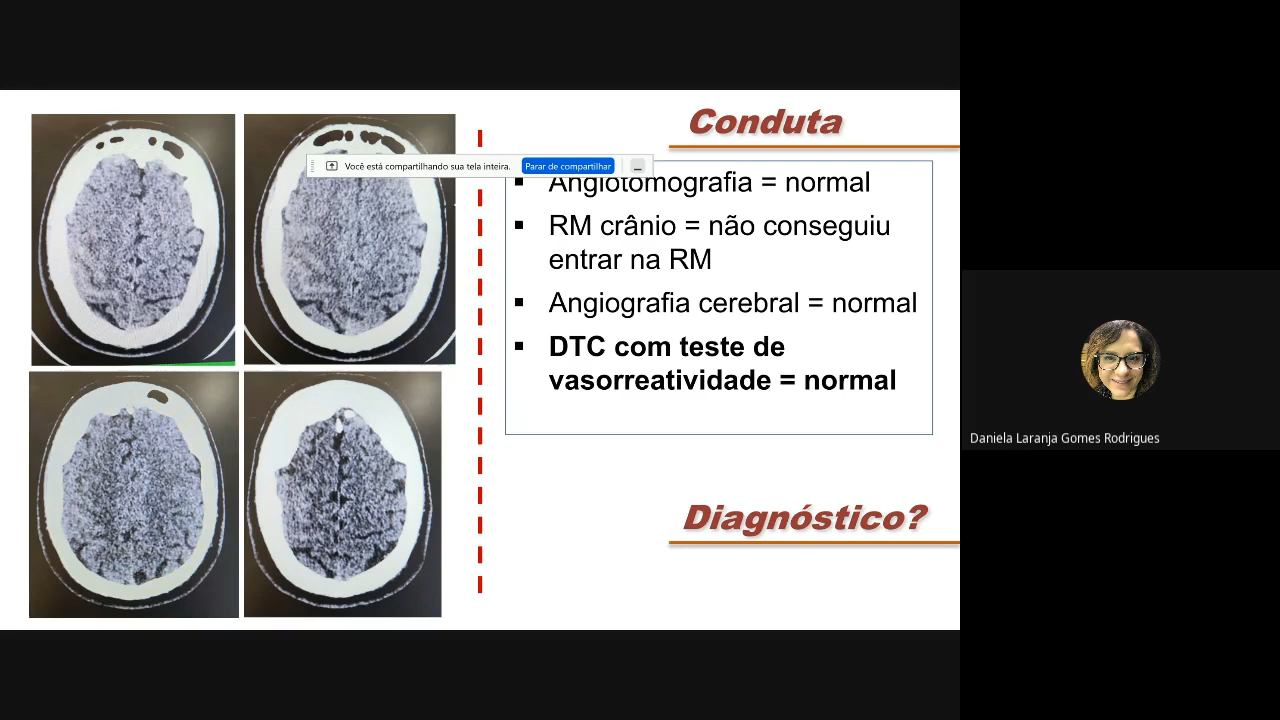 Conduta
Você está compartilhando sua tela inteira. Parar de compartilhar
▪ Angiotomografia = normal
▪ RM crânio = não conseguiu
entrar na RM
▪ Angiografia cerebral = normal
▪ DTC com teste de
vasorreatividade = normal
Diagnóstico?
Daniela Laranja Gomes Rodrigues